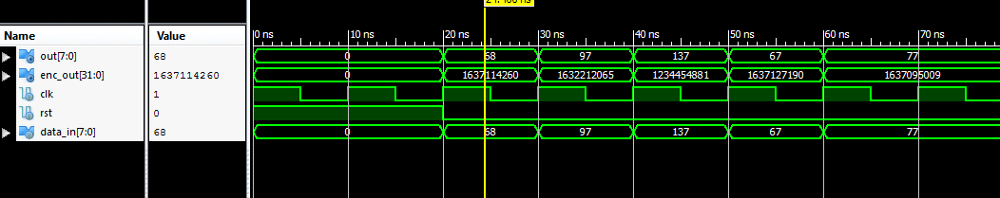 Name Value
0 ns 10 ns 20 ns 30 ns 40 ns 50 ns 60 ns 70 ns
out[7:0] 68 0 68 97 137 67 77
enc_out[31:0] 1637114260 0 1637114260 1632212065 1234454881 1637127190 1637095009
clk 1
rst 0
data_in[7:0] 68 0 68 97 137 67 77